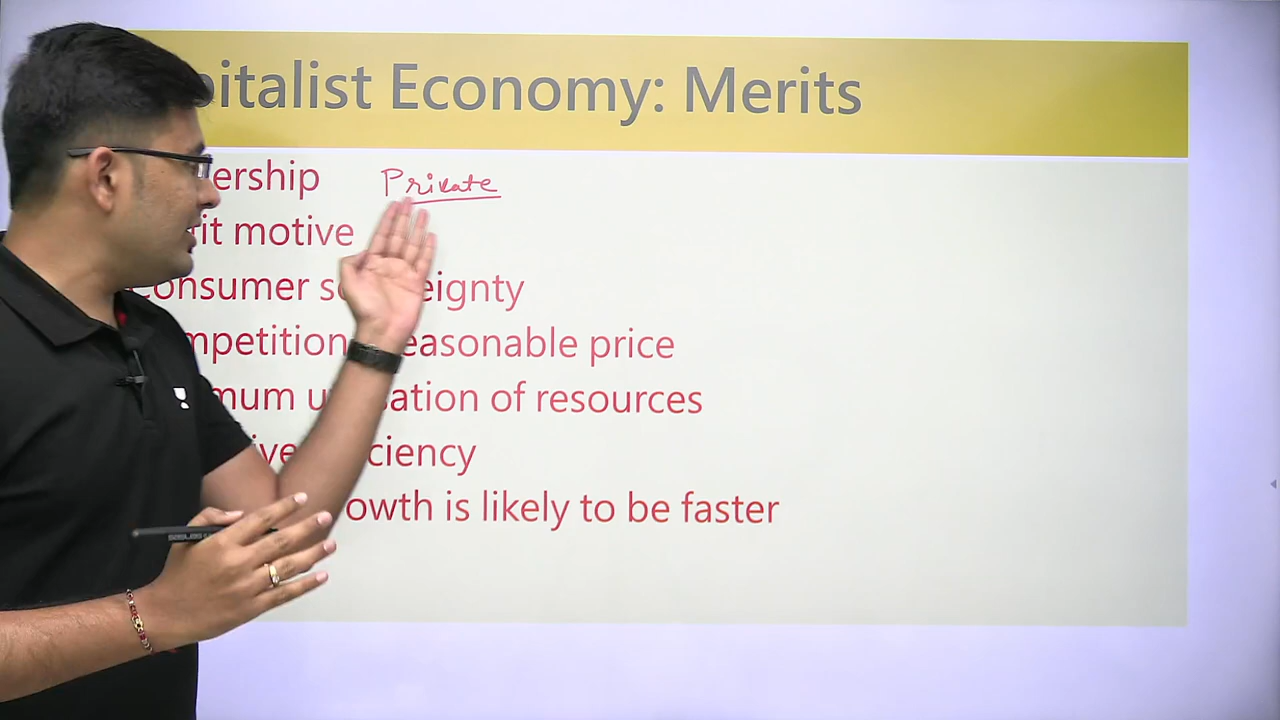 pitalist Economy: Merits
ership Private
it motive
Consumer so eignty
mpetition easonable price
mum u sation of resources
ive ciency
owth is likely to be faster